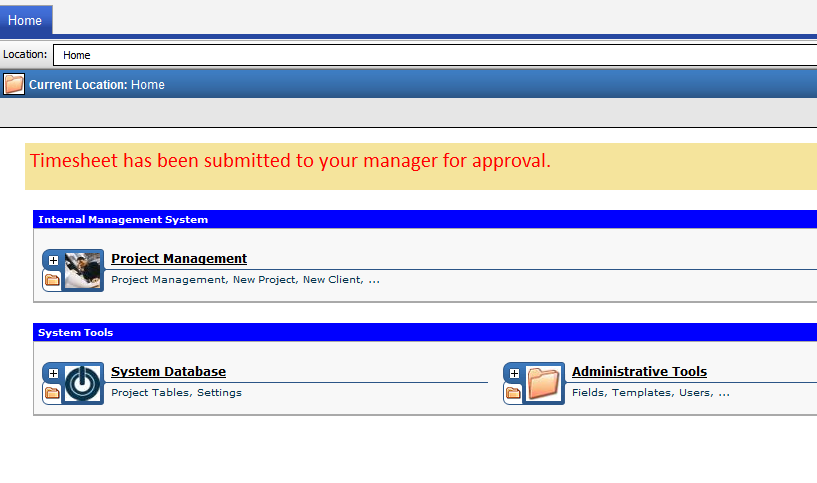 Home
Location: Home
Current Location: Home
Timesheet has been submitted to your manager for approval.
Internal Management System
Project Management
Project Management, New Project, New Client, ...
System Tools
System Database
Project Tables, Settings
Administrative Tools
Fields, Templates, Users, ...